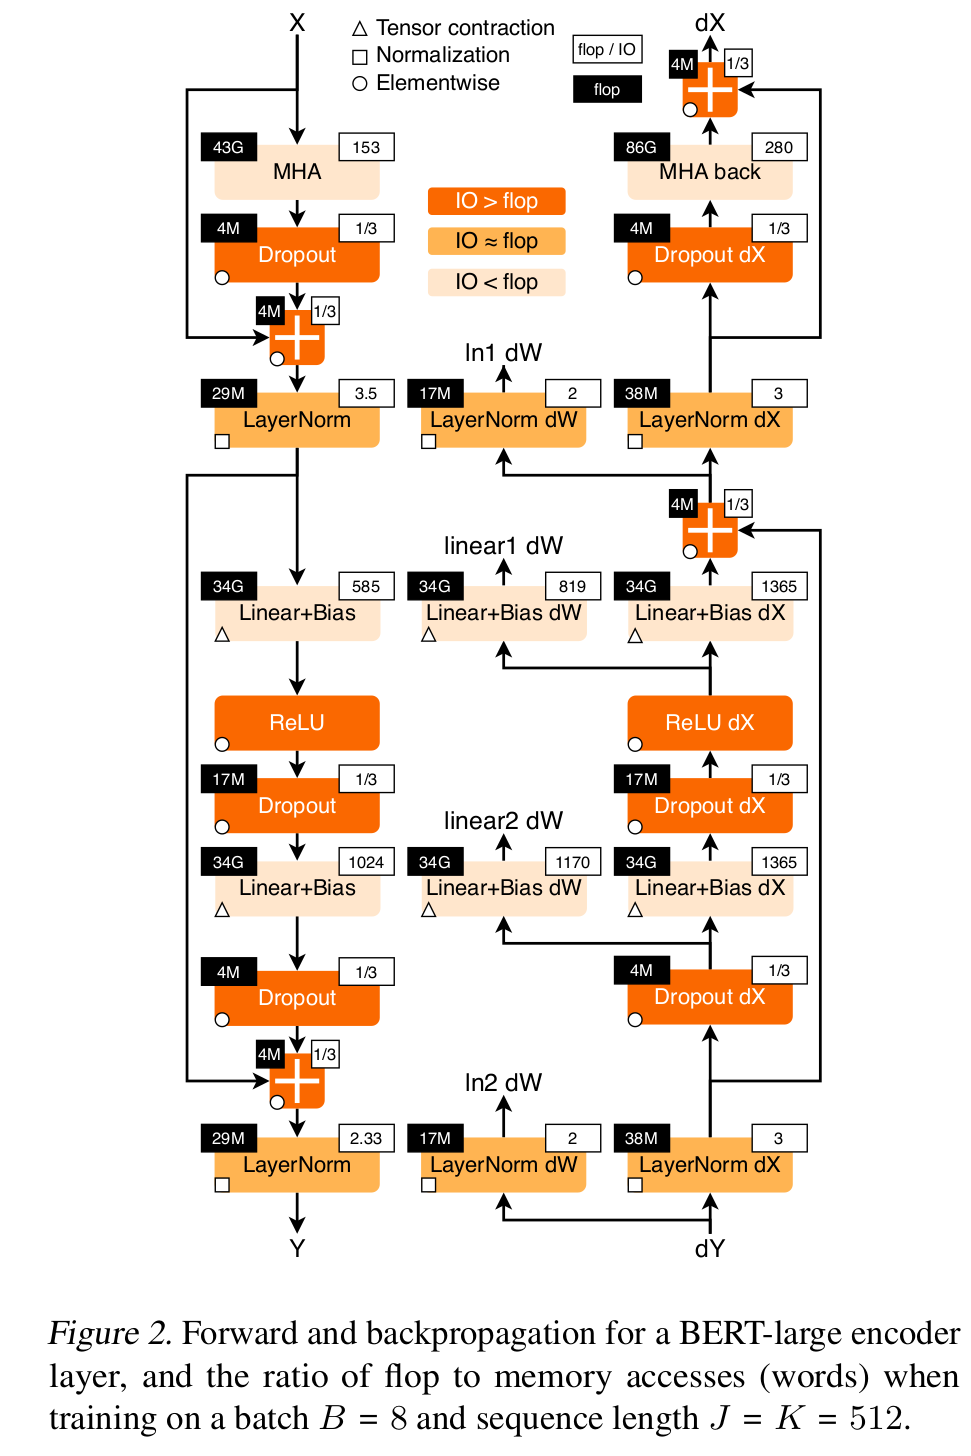 X
Tensor contraction
Normalization
Elementwise
flop / IO
flop
dX
4M 1/3
43G 153
MHA
86G 280
MHA back
4M 1/3
Dropout
IO > flop
IO ≈ flop
IO < flop
4M 1/3
Dropout dX
4M 1/3
ln1 dW
29M 3.5
LayerNorm
17M 2
LayerNorm dW
38M 3
LayerNorm dX
4M 1/3
linear1 dW
34G 585
Linear+Bias
34G 819
Linear+Bias dW
34G 1365
Linear+Bias dX
ReLU
ReLU dX
17M 1/3
Dropout
17M 1/3
Dropout dX
linear2 dW
34G 1024
Linear+Bias
34G 1170
Linear+Bias dW
34G 1365
Linear+Bias dX
4M 1/3
Dropout
4M 1/3
Dropout dX
4M 1/3
ln2 dW
29M 2.33
LayerNorm
17M 2
LayerNorm dW
38M 3
LayerNorm dX
Y
dY
Figure 2. Forward and backpropagation for a BERT-large encoder
layer, and the ratio of flop to memory accesses (words) when
training on a batch B = 8 and sequence length J = K = 512.